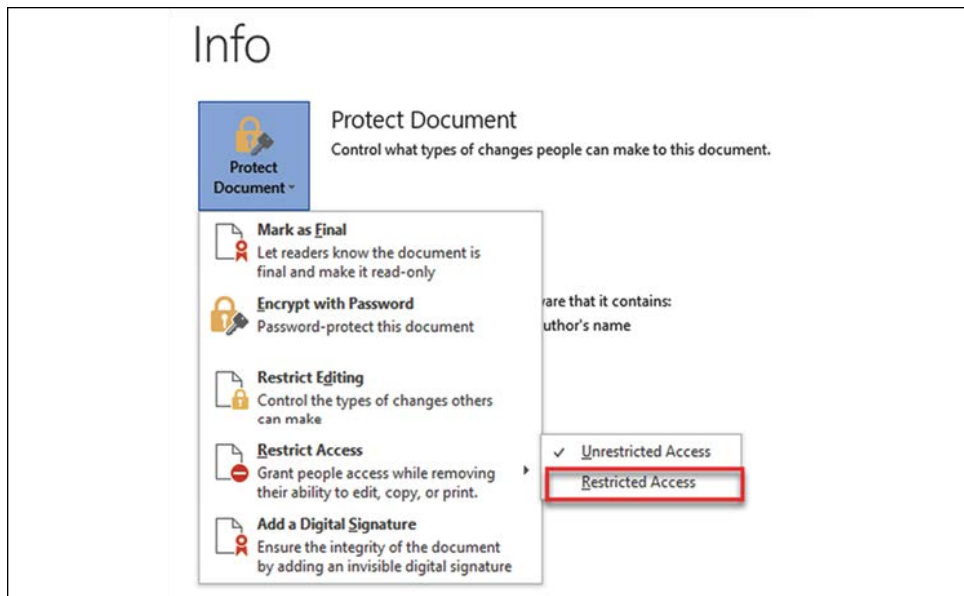 Info
Protect Document
Control what types of changes people can make to this document.
Protect
Document
Mark as Final
Let readers know the document is
final and make it read-only
Encrypt with Password
Password-protect this document
that it contains:
name
Restrict Editing
Control the types of changes others
can make
Restrict Access
Grant people access while removing
their ability to edit, copy, or print.
✓ Unrestricted Access
Restricted Access
Add a Digital Signature
Ensure the integrity of the document
by adding an invisible digital signature